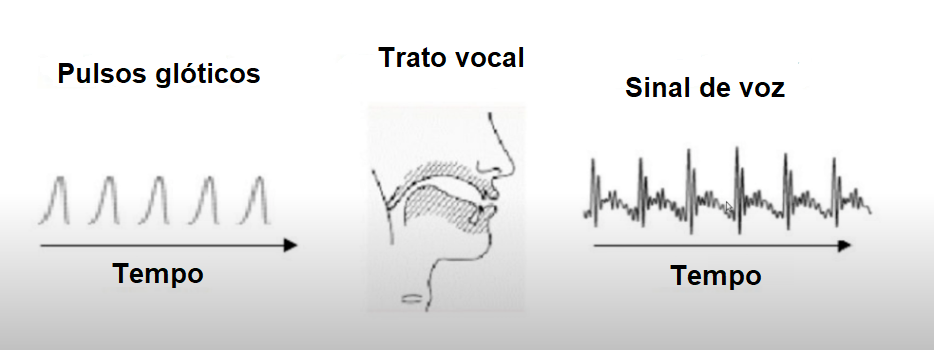 Pulsos glóticos
Trato vocal
Sinal de voz
Tempo
Tempo